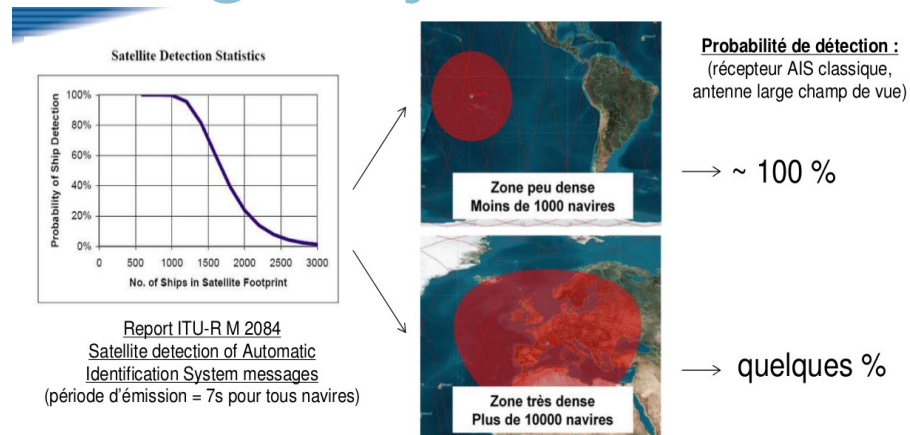 Satellite Detection Statistics
Probability of Ship Detection
100%
80%
60%
40%
20%
0%
0 500 1000 1500 2000 2500 3000
No. of Ships in Satellite Footprint
Report ITU-R M 2084
Satellite detection of Automatic
Identification System messages
(période d'émission = 7s pour tous navires)
Zone peu dense
Moins de 1000 navires
Zone très dense
Plus de 10000 navires
Probabilité de détection :
(récepteur AIS classique,
antenne large champ de vue)
~ 100 %
quelques %